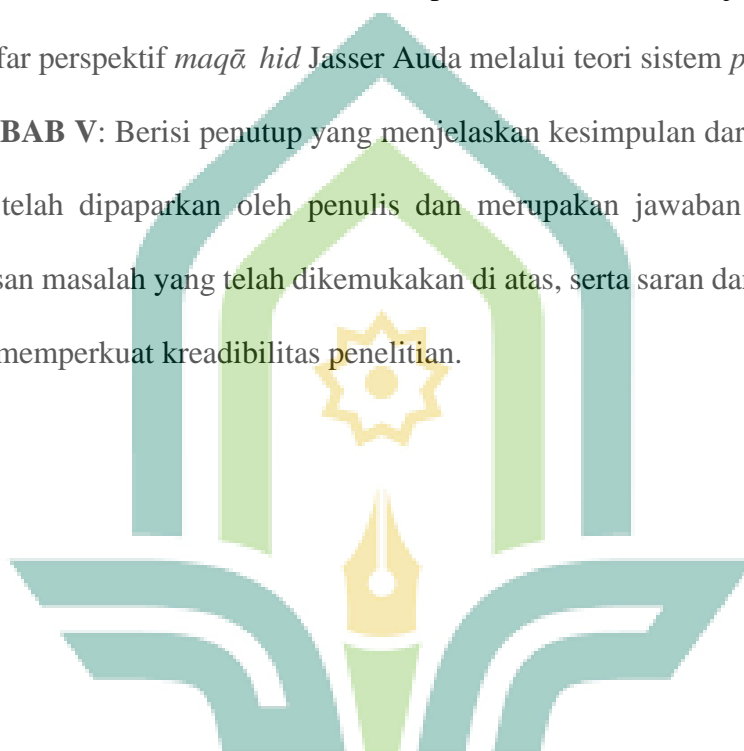 far perspektif maqā hid Jasser Auda melalui teori sistem p
BAB V: Berisi penutup yang menjelaskan kesimpulan dar
telah dipaparkan oleh penulis dan merupakan jawaban
san masalah yang telah dikemukakan di atas, serta saran da
memperkuat kreadibilitas penelitian.